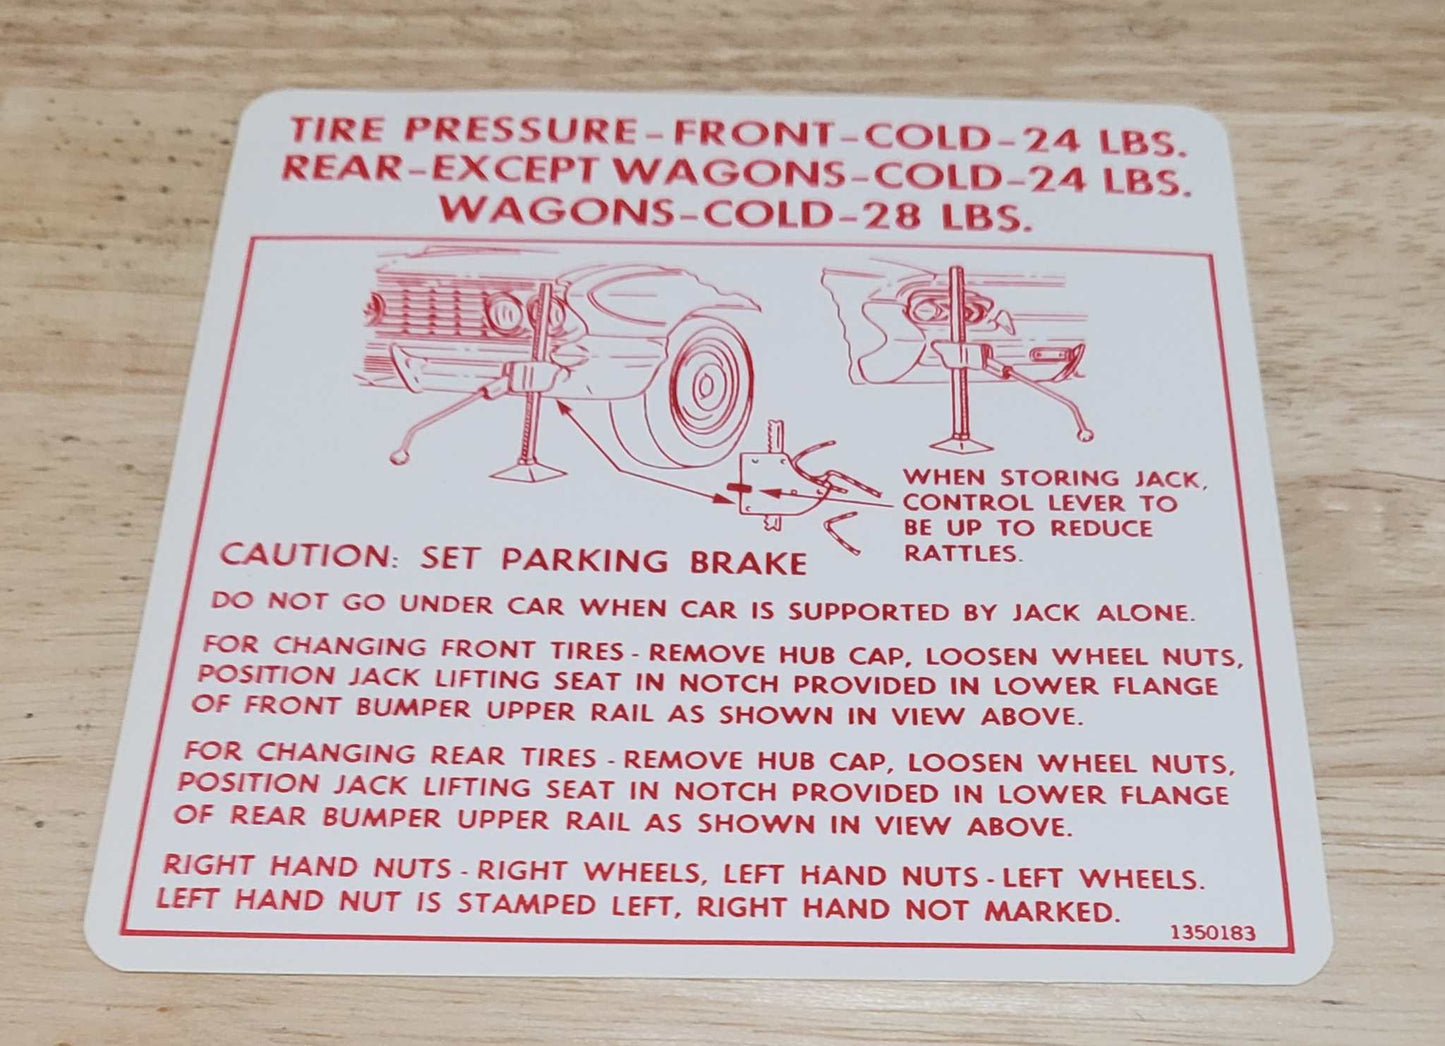 TIRE PRESSURE-FRONT-COLD-24 LBS.
REAR-EXCEPT WAGONS-COLD-24 LBS.
WAGONS-COLD-28 LBS.
WHEN STORING JACK,
CONTROL LEVER TO
BE UP TO REDUCE
RATTLES.
CAUTION: SET PARKING BRAKE
DO NOT GO UNDER CAR WHEN CAR IS SUPPORTED BY JACK ALONE.
FOR CHANGING FRONT TIRES - REMOVE HUB CAP, LOOSEN WHEEL NUTS,
POSITION JACK LIFTING SEAT IN NOTCH PROVIDED IN LOWER FLANGE
OF FRONT BUMPER UPPER RAIL AS SHOWN IN VIEW ABOVE.
FOR CHANGING REAR TIRES - REMOVE HUB CAP, LOOSEN WHEEL NUTS,
POSITION JACK LIFTING SEAT IN NOTCH PROVIDED IN LOWER FLANGE
OF REAR BUMPER UPPER RAIL AS SHOWN IN VIEW ABOVE.
RIGHT HAND NUTS - RIGHT WHEELS, LEFT HAND NUTS - LEFT WHEELS.
LEFT HAND NUT IS STAMPED LEFT, RIGHT HAND NOT MARKED.
1350183